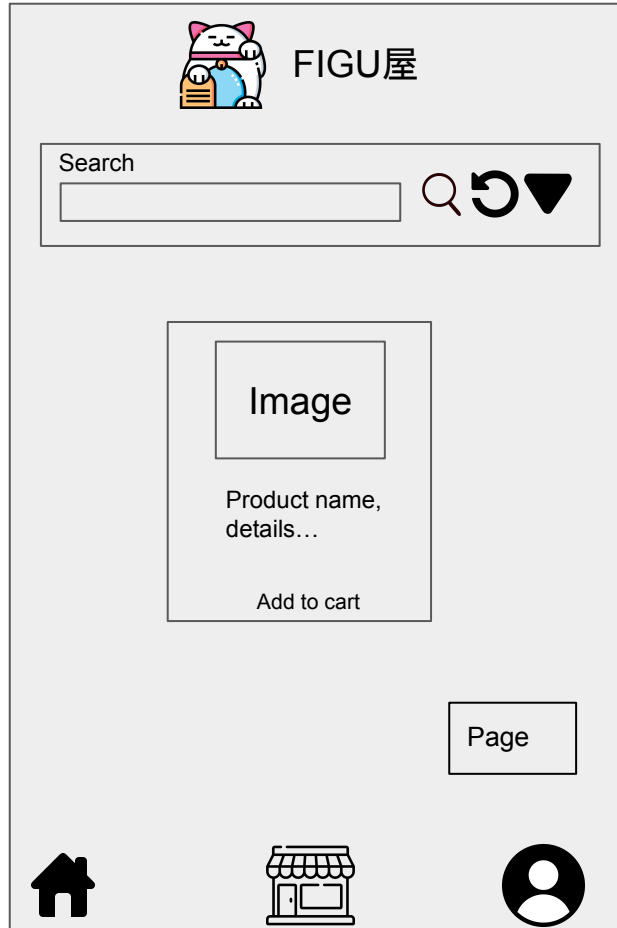 FIGU屋
Search
Image
Product name,
details…
Add to cart
Page